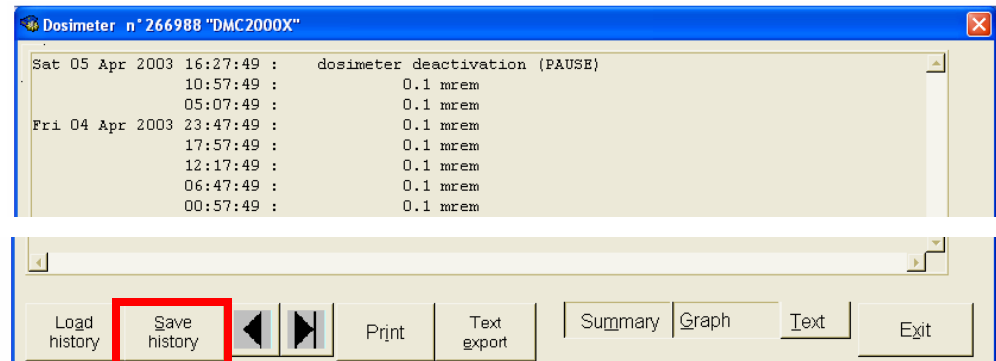 Dosimeter n°266988 "DMC2000X"
Sat 05 Apr 2003 16:27:49 : dosimeter deactivation (PAUSE)
10:57:49 : 0.1 mrem
05:07:49 : 0.1 mrem
Fri 04 Apr 2003 23:47:49 : 0.1 mrem
17:57:49 : 0.1 mrem
12:17:49 : 0.1 mrem
06:47:49 : 0.1 mrem
00:57:49 : 0.1 mrem
Load history
Save history
Print
Text export
Summary
Graph
Text
Exit